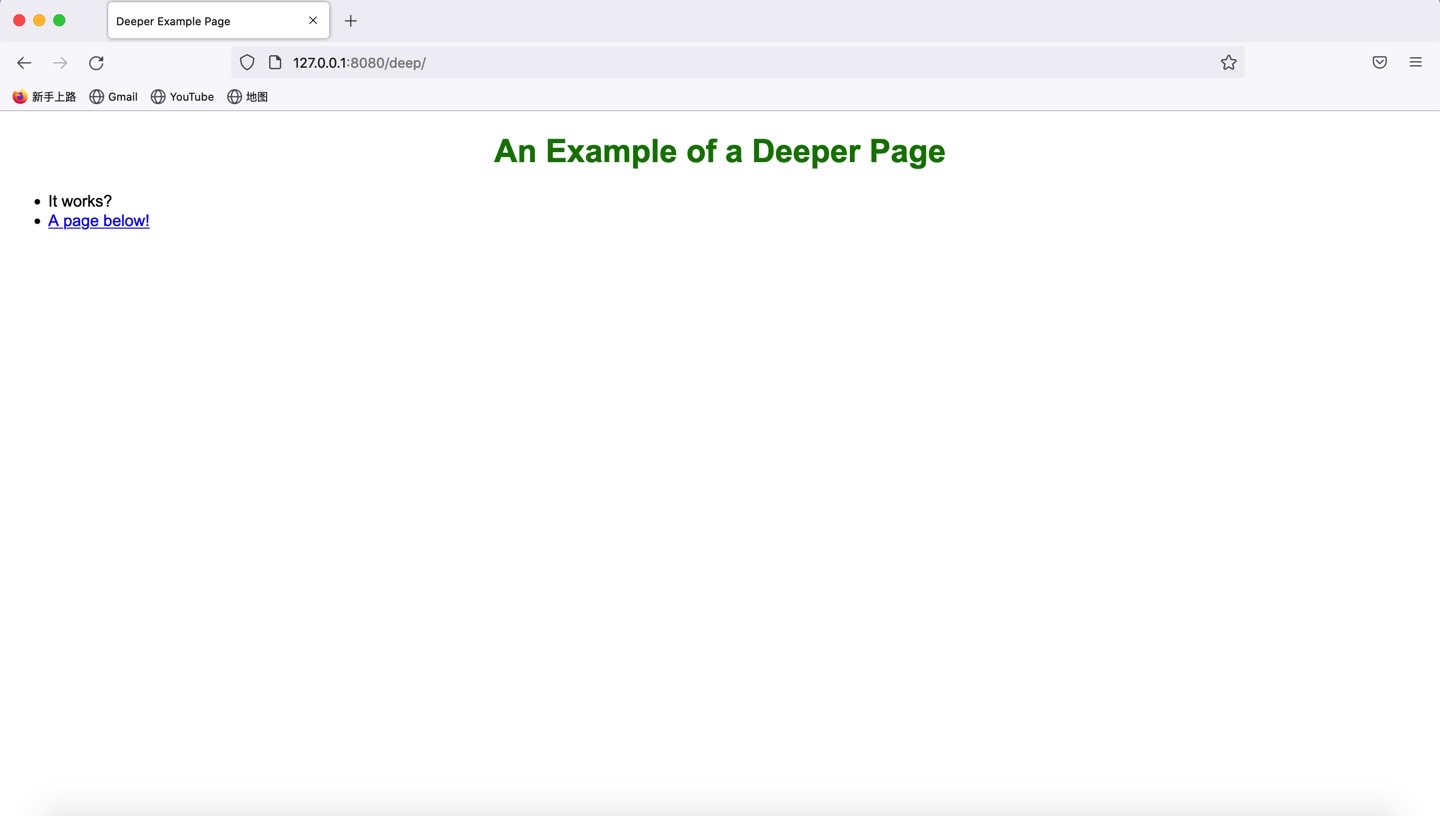 Deeper Example Page
127.0.0.1:8080/deep/
新手上路 Gmail YouTube 地图
An Example of a Deeper Page
It works?
A page below!